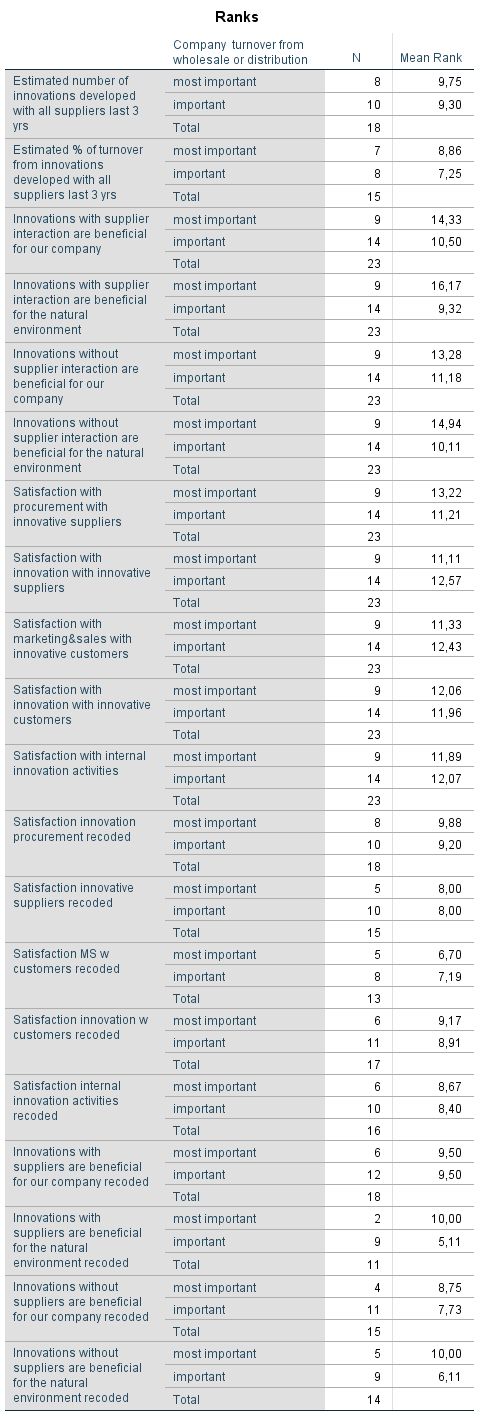 Ranks
Company turnover from wholesale or distribution N Mean Rank
Estimated number of innovations developed with all suppliers last 3 yrs most important 8 9,75
important 10 9,30
Total 18
Estimated % of turnover from innovations developed with all suppliers last 3 yrs most important 7 8,86
important 8 7,25
Total 15
Innovations with supplier interaction are beneficial for our company most important 9 14,33
important 14 10,50
Total 23
Innovations with supplier interaction are beneficial for the natural environment most important 9 16,17
important 14 9,32
Total 23
Innovations without supplier interaction are beneficial for our company most important 9 13,28
important 14 11,18
Total 23
Innovations without supplier interaction are beneficial for the natural environment most important 9 14,94
important 14 10,11
Total 23
Satisfaction with procurement with innovative suppliers most important 9 13,22
important 14 11,21
Total 23
Satisfaction with innovation with innovative suppliers most important 9 11,11
important 14 12,57
Total 23
Satisfaction with marketing&sales with innovative customers most important 9 11,33
important 14 12,43
Total 23
Satisfaction with innovation with innovative customers most important 9 12,06
important 14 11,96
Total 23
Satisfaction with internal innovation activities most important 9 11,89
important 14 12,07
Total 23
Satisfaction innovation procurement recoded most important 8 9,88
important 10 9,20
Total 18
Satisfaction innovative suppliers recoded most important 5 8,00
important 10 8,00
Total 15
Satisfaction MS w customers recoded most important 5 6,70
important 8 7,19
Total 13
Satisfaction innovation w customers recoded most important 6 9,17
important 11 8,91
Total 17
Satisfaction internal innovation activities recoded most important 6 8,67
important 10 8,40
Total 16
Innovations with suppliers are beneficial for our company recoded most important 6 9,50
important 12 9,50
Total 18
Innovations with suppliers are beneficial for the natural environment recoded most important 2 10,00
important 9 5,11
Total 11
Innovations without suppliers are beneficial for our company recoded most important 4 8,75
important 11 7,73
Total 15
Innovations without suppliers are beneficial for the natural environment recoded most important 5 10,00
important 9 6,11
Total 14